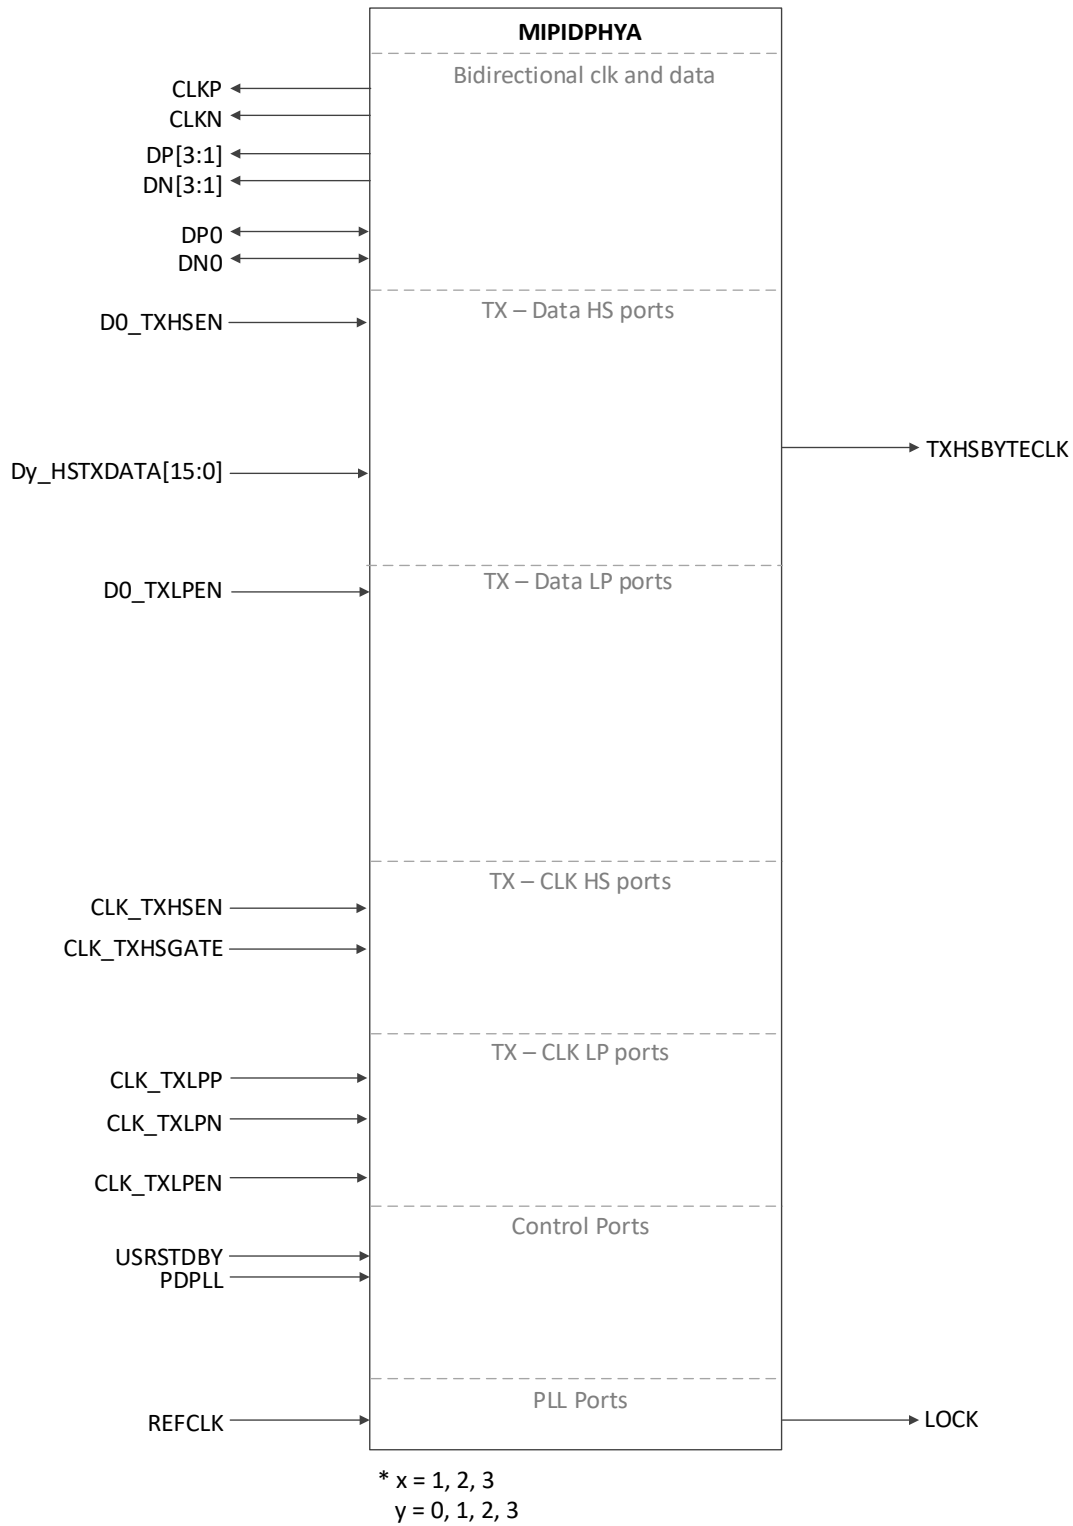 MIPIDPHYA
Bidirectional clk and data
CLKP
CLKN
DP[3:1]
DN[3:1]
DP0
DN0
TX – Data HS ports
D0_TXHSEN
TXHSBYTECLK
Dy_HSTXDATA[15:0]
TX – Data LP ports
D0_TXLPEN
TX – CLK HS ports
CLK_TXHSEN
CLK_TXHSGATE
TX – CLK LP ports
CLK_TXLPP
CLK_TXLPN
CLK_TXLPEN
Control Ports
USRSTDBY
PDPLL
PLL Ports
REFCLK
LOCK
* x = 1, 2, 3
y = 0, 1, 2, 3